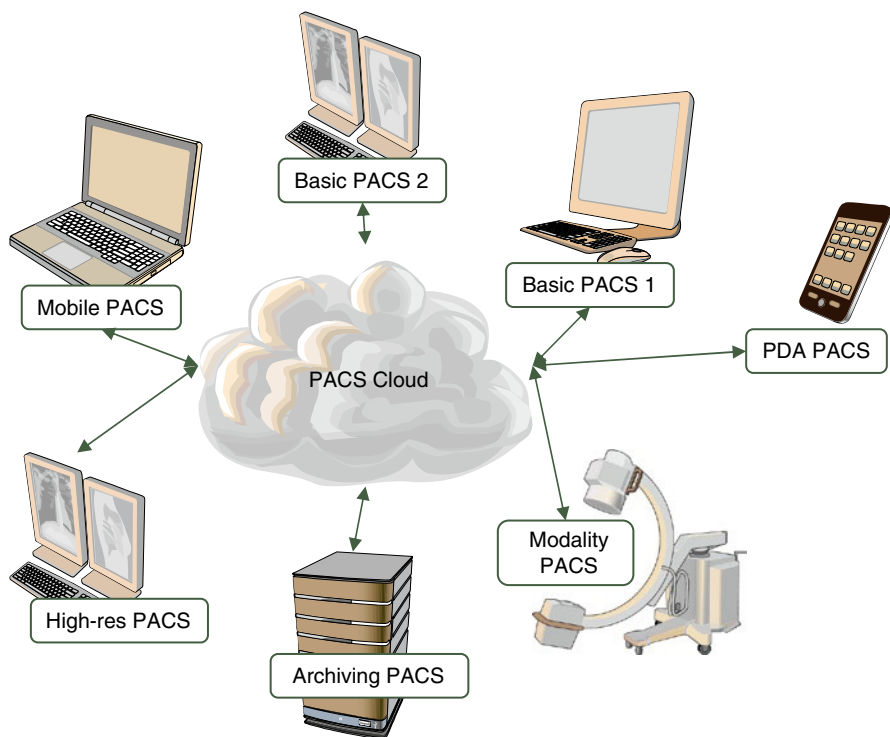 Basic PACS 2
Mobile PACS
Basic PACS 1
PDA PACS
PACS Cloud
Modality
PACS
High-res PACS
Archiving PACS